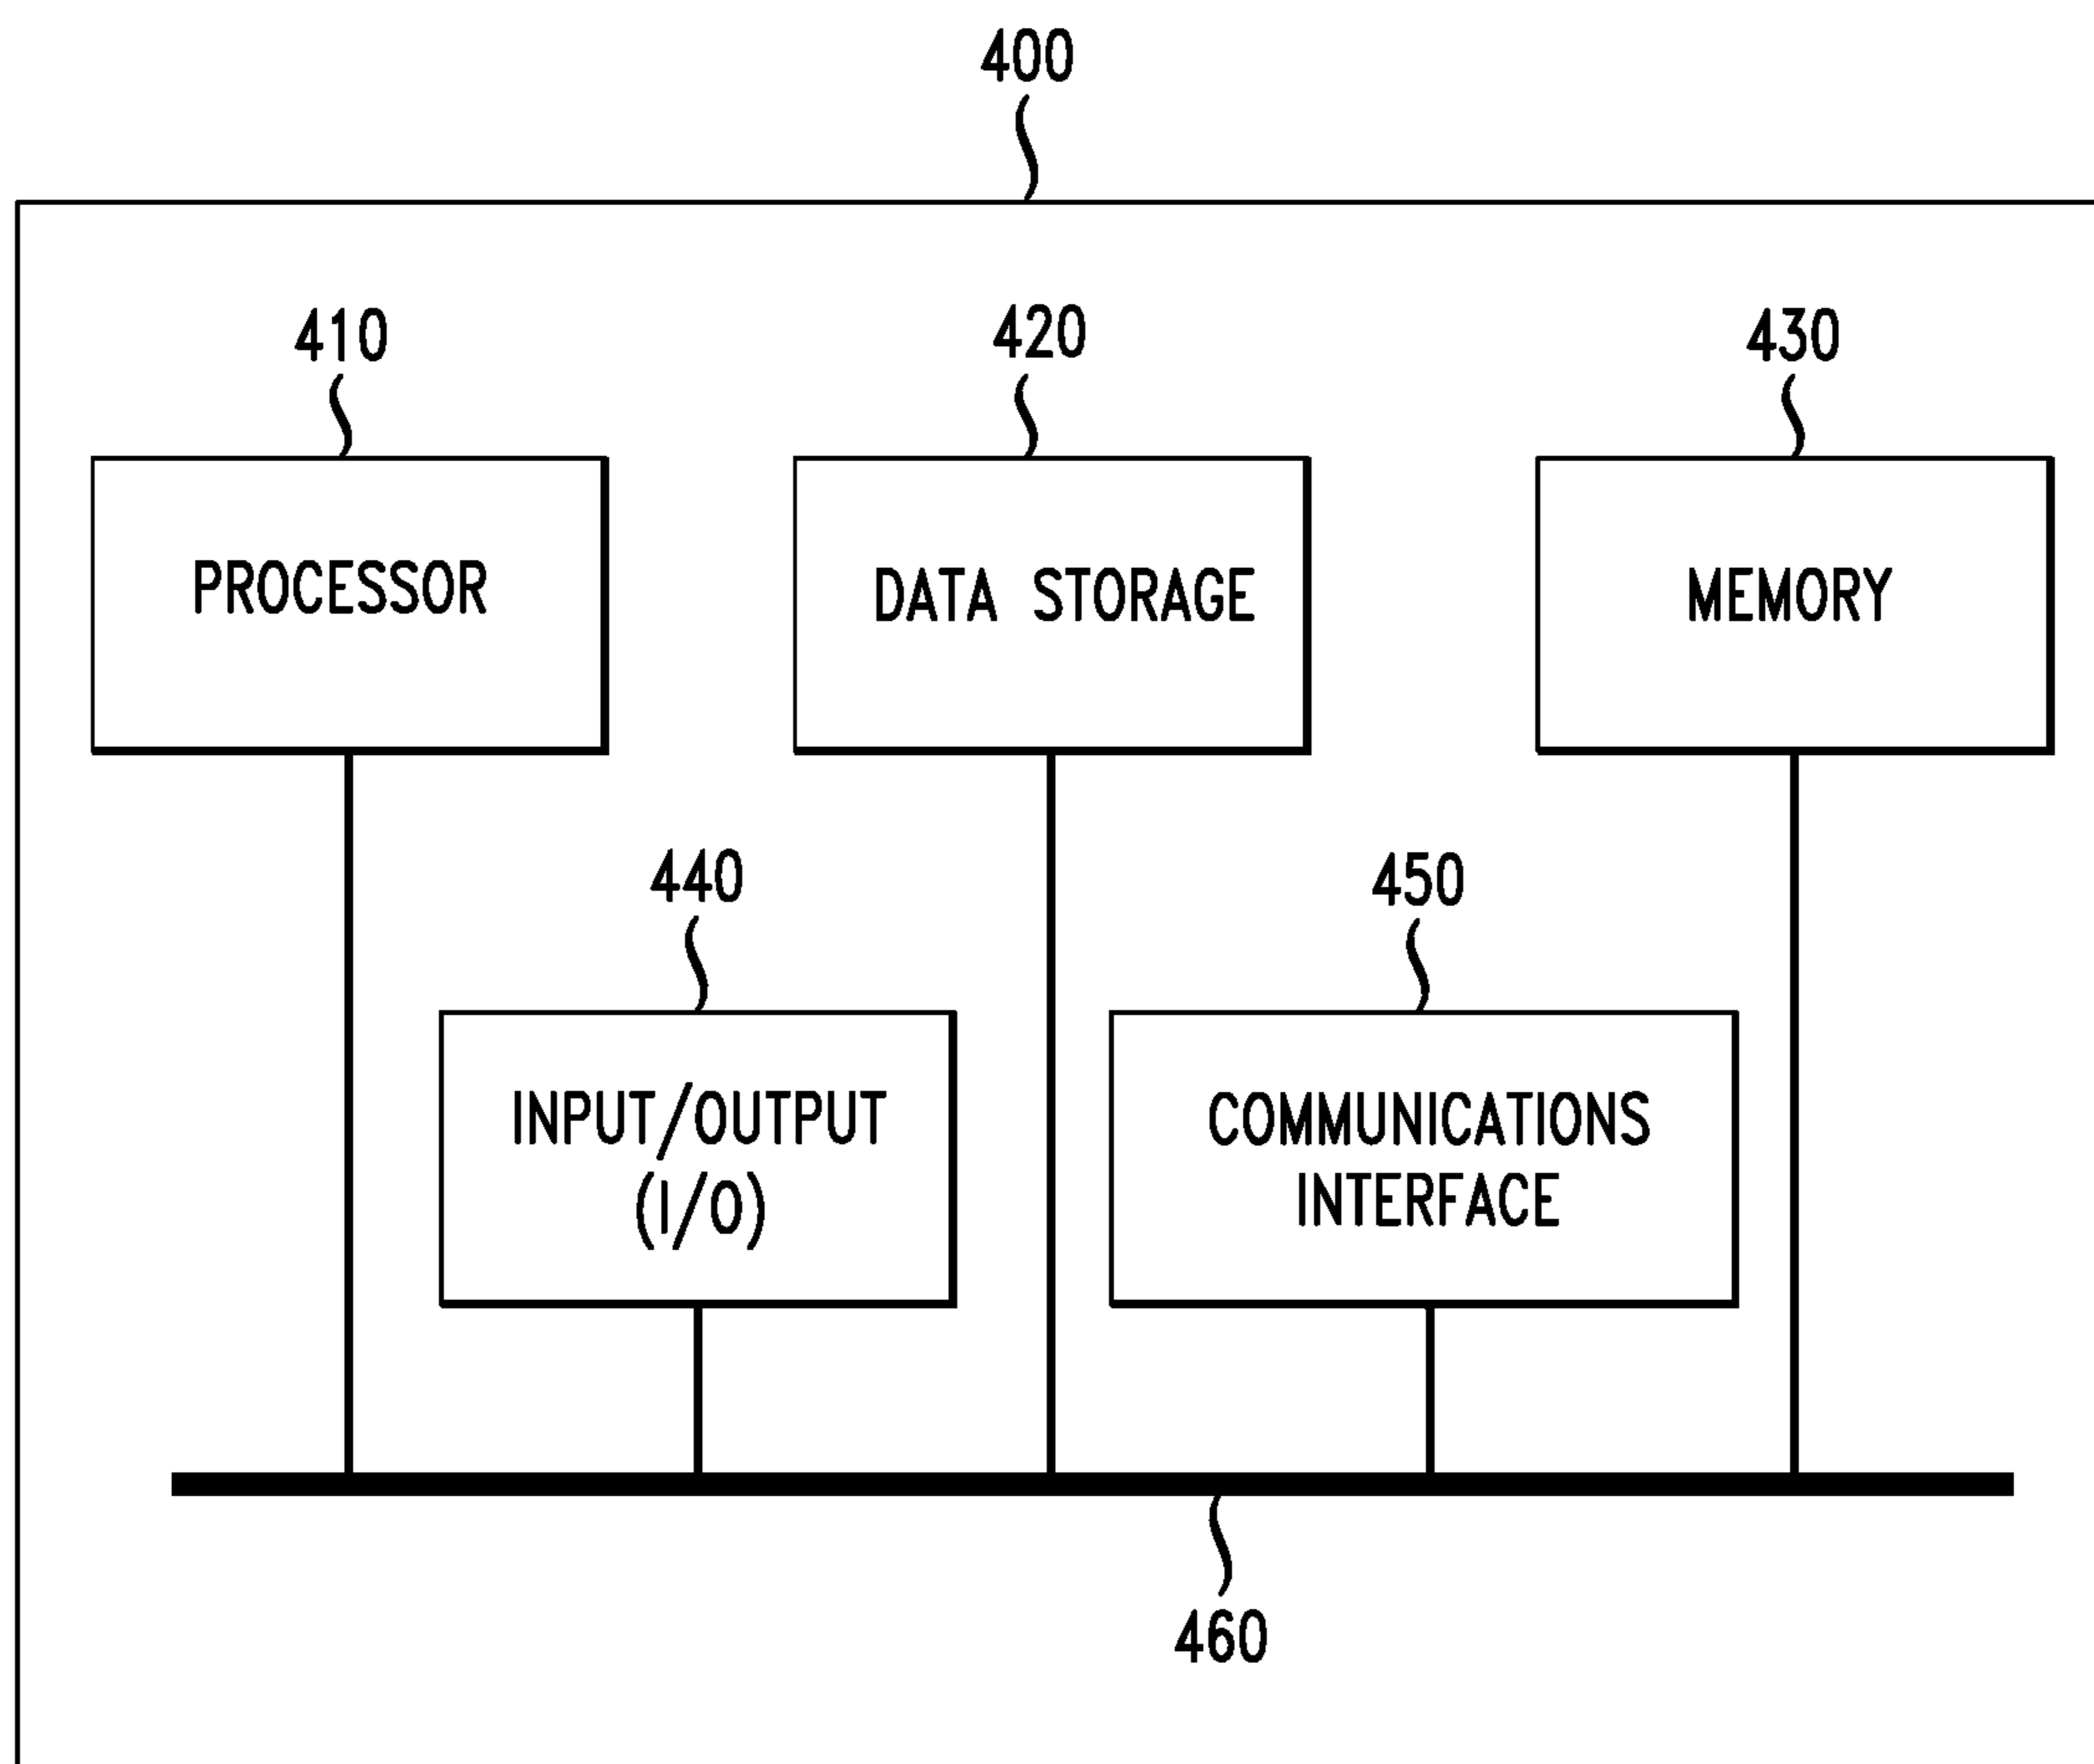 400
410
420
430
PROCESSOR
DATA STORAGE
MEMORY
440
450
INPUT/OUTPUT
(I/O)
COMMUNICATIONS
INTERFACE
460